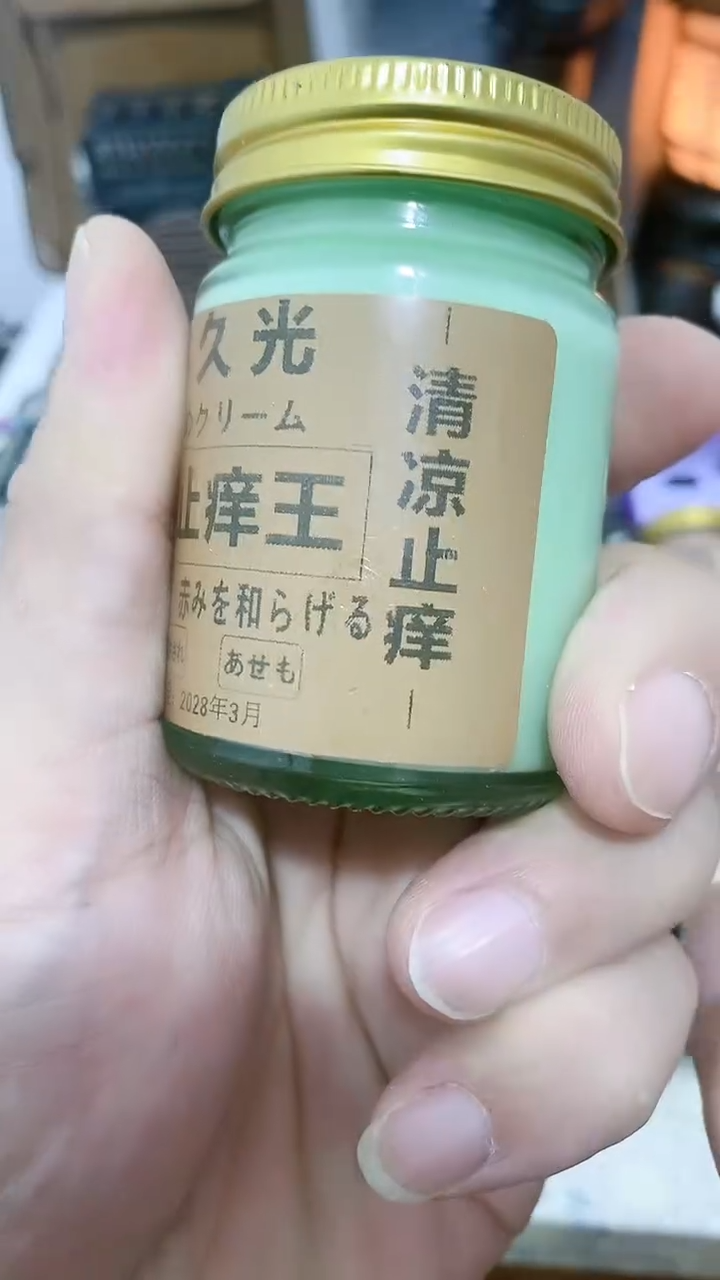 久光
クリーム
止痒王
赤みを和らげる
あせも
2028年3月
清凉止痒